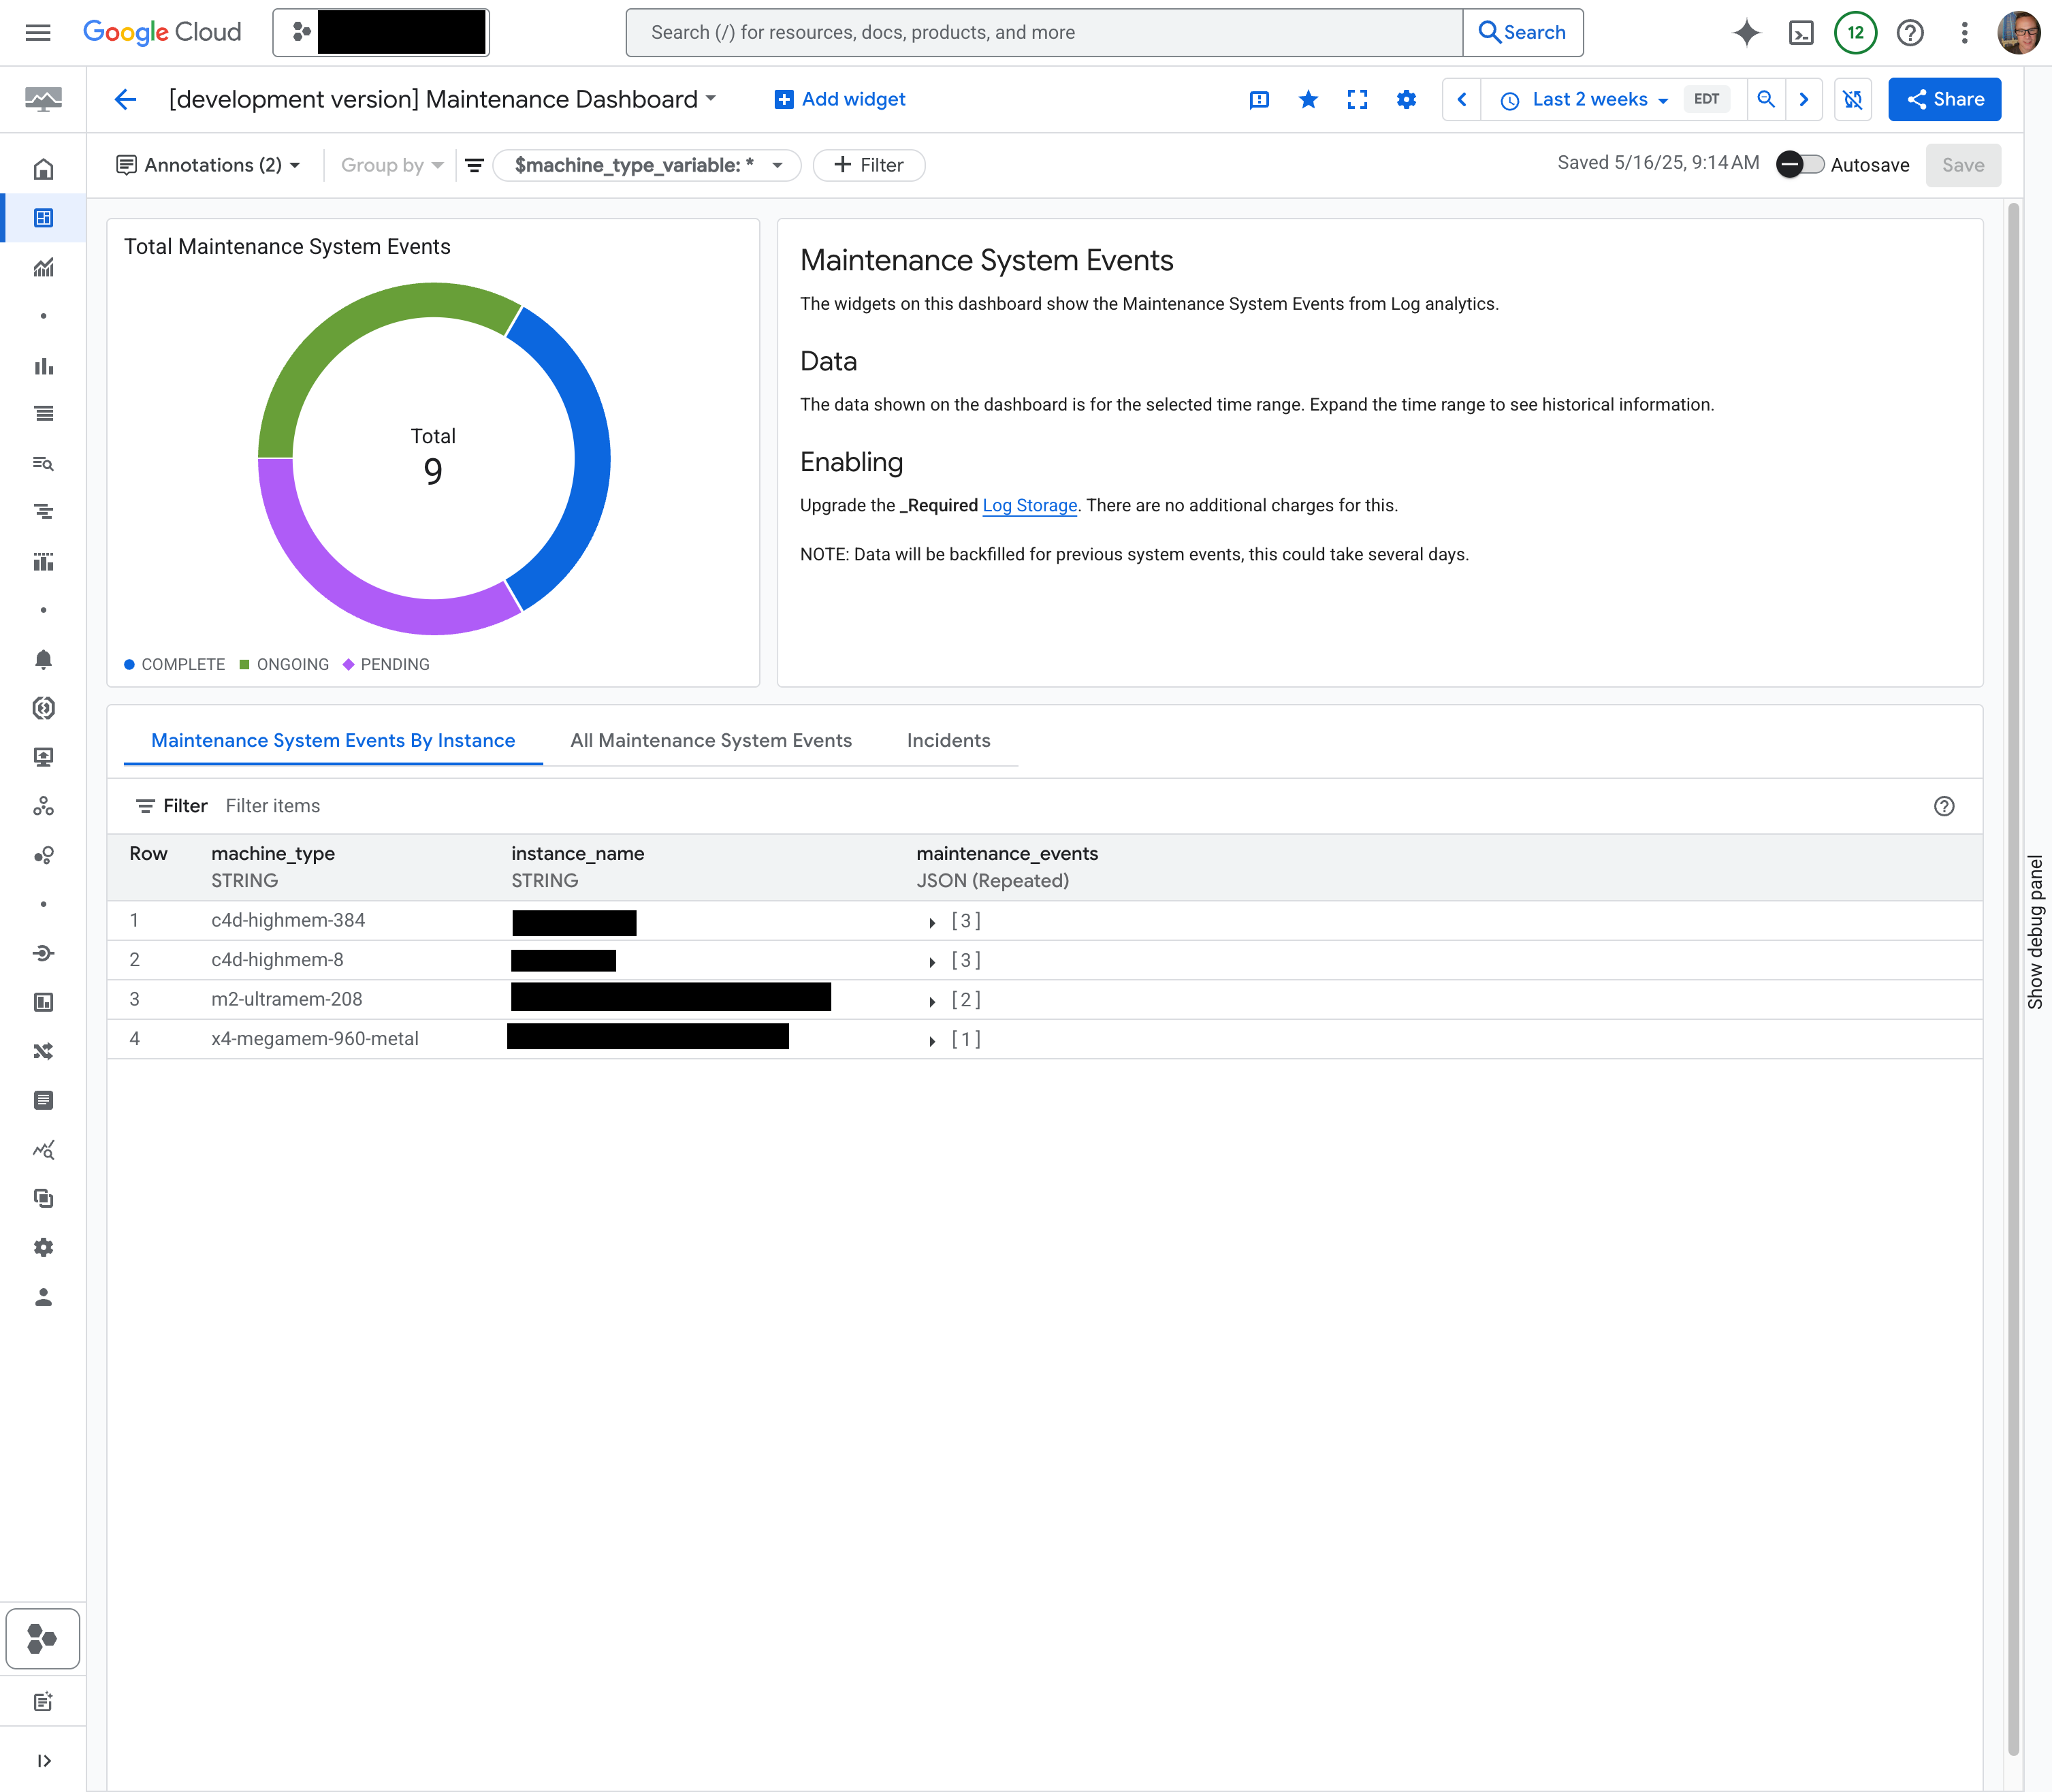 Google Cloud
Search (/) for resources, docs, products, and more
Search
12
[development version] Maintenance Dashboard
Add widget
Last 2 weeks
EDT
Share
Annotations (2)
Group by
$machine_type_variable: *
Filter
Saved 5/16/25, 9:14 AM
Autosave
Save
Total Maintenance System Events
Total
9
COMPLETE
ONGOING
PENDING
Maintenance System Events
The widgets on this dashboard show the Maintenance System Events from Log analytics.
Data
The data shown on the dashboard is for the selected time range. Expand the time range to see historical information.
Enabling
Upgrade the _Required Log Storage. There are no additional charges for this.
NOTE: Data will be backfilled for previous system events, this could take several days.
Maintenance System Events By Instance
All Maintenance System Events
Incidents
Filter
Filter items
Row machine_type instance_name maintenance_events
STRING STRING JSON (Repeated)
1 c4d-highmem-384 [ 3 ]
2 c4d-highmem-8 [ 3 ]
3 m2-ultramem-208 [ 2 ]
4 x4-megamem-960-metal [ 1 ]
Show debug panel